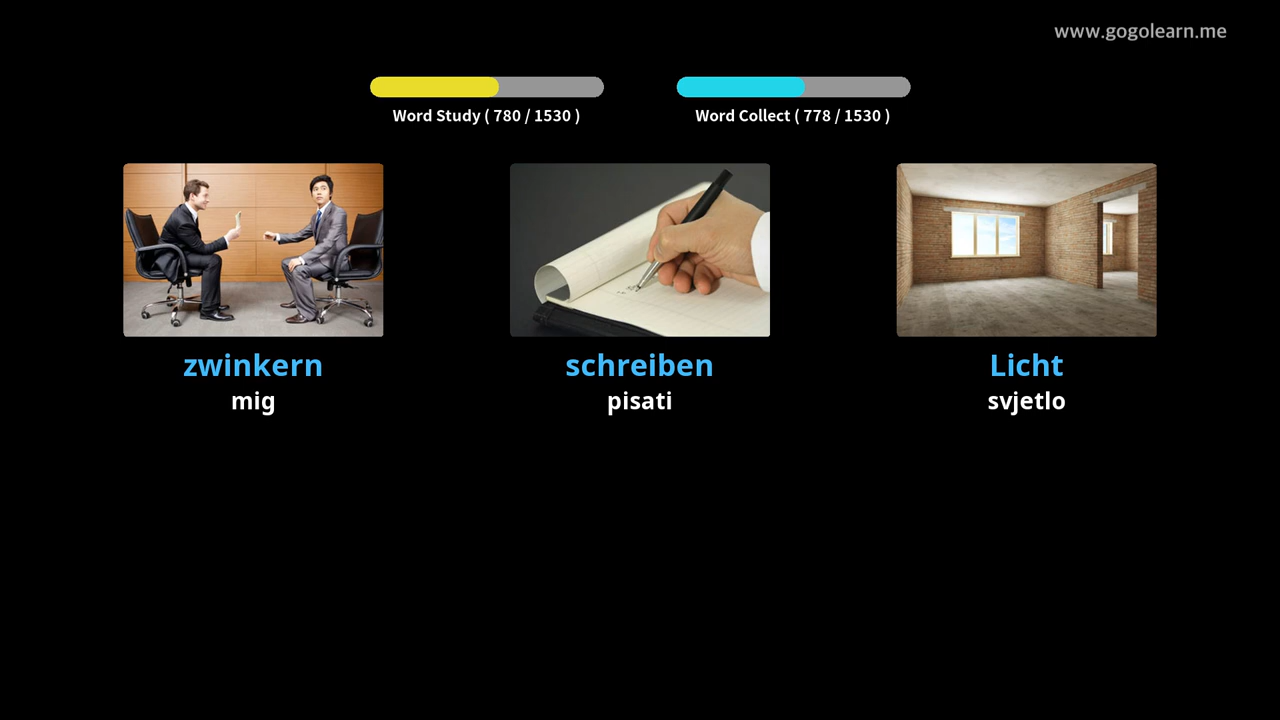 www.gogolearn.me
Word Study ( 780 / 1530 )
Word Collect ( 778 / 1530 )
zwinkern
mig
schreiben
pisati
Licht
svjetlo